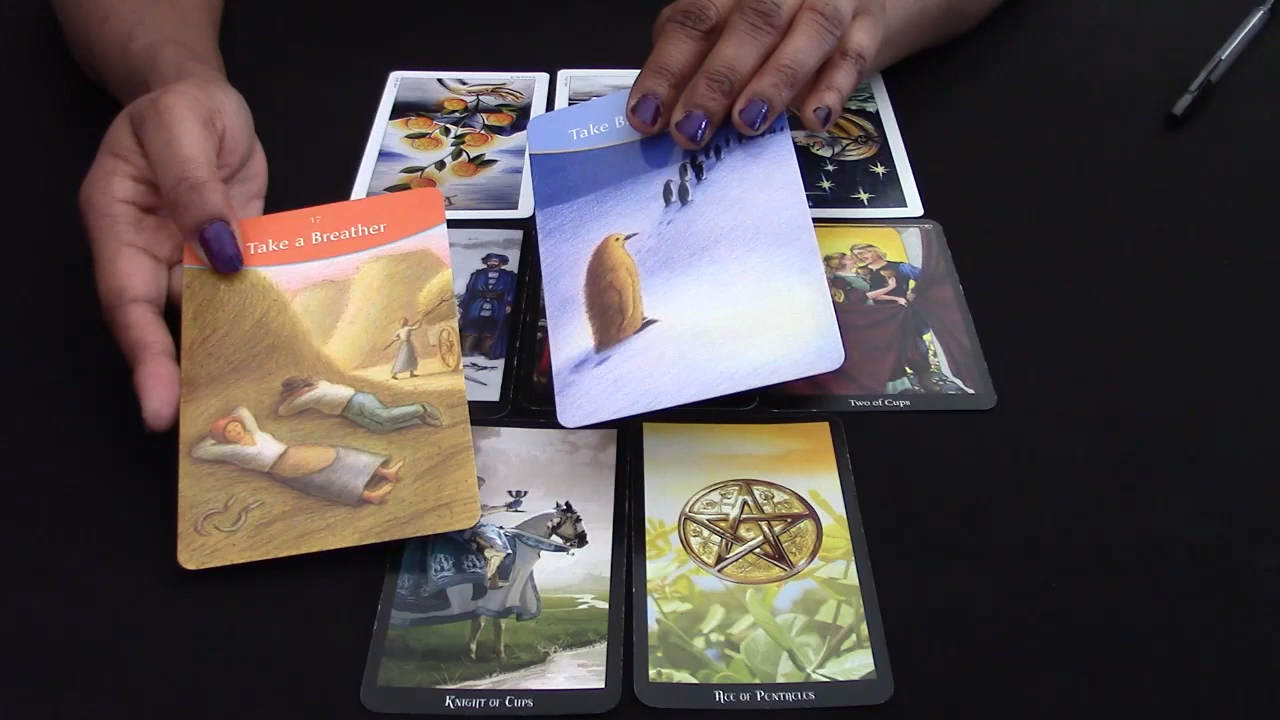 Take B
17
Take a Breather
Two of Cups
Knight of Cups
Ace of Pentacles